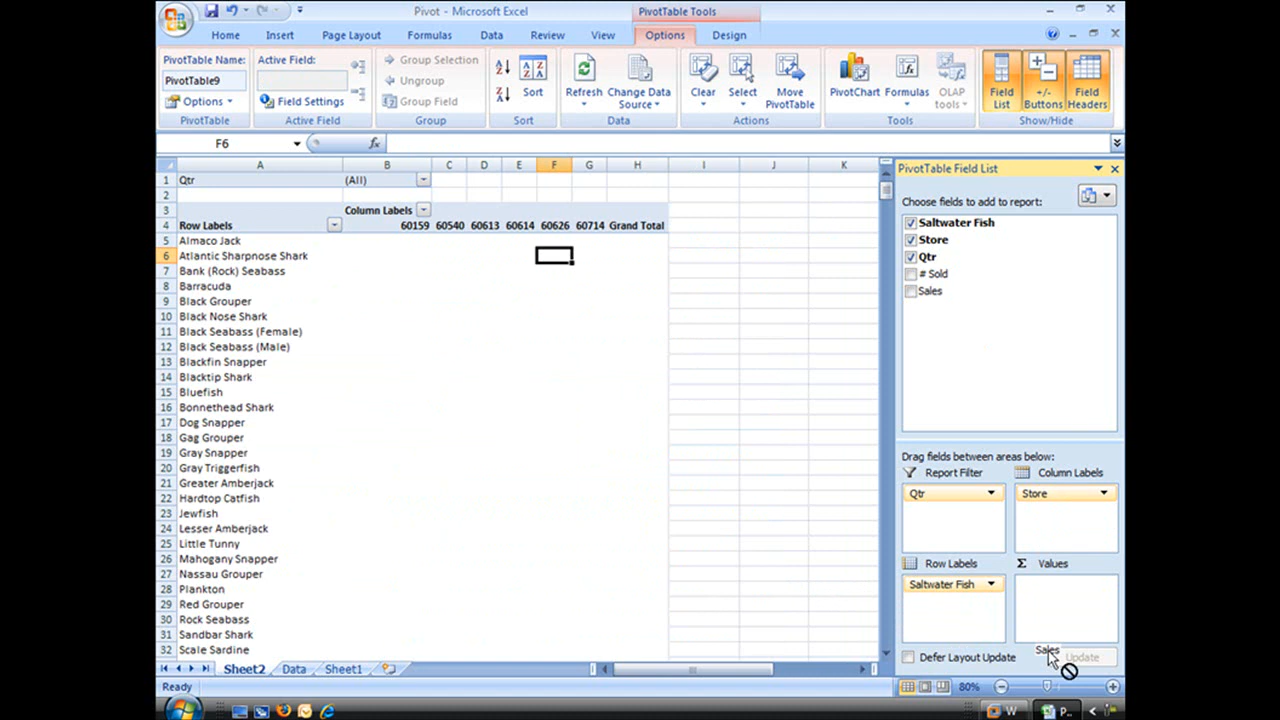 Pivot - Microsoft Excel
PivotTable Tools
Home Insert Page Layout Formulas Data Review View Options Design
PivotTable Name:
PivotTable9
Options
PivotTable
Active Field:
Field Settings
Active Field
Group Selection
Ungroup
Group Field
Group
Sort
Sort
Refresh
Change Data
Source
Data
Clear
Select
Move
PivotTable
Actions
PivotChart
Formulas
OLAP
tools
Tools
Field
List
+/-
Buttons
Field
Headers
Show/Hide
F6
fx
A B C D E F G H I J K
1 Qtr (All)
2
3 Column Labels
4 Row Labels 60159 60540 60613 60614 60626 60714 Grand Total
5 Almaco Jack
6 Atlantic Sharpnose Shark
7 Bank (Rock) Seabass
8 Barracuda
9 Black Grouper
10 Black Nose Shark
11 Black Seabass (Female)
12 Black Seabass (Male)
13 Blackfin Snapper
14 Blacktip Shark
15 Bluefish
16 Bonnethead Shark
17 Dog Snapper
18 Gag Grouper
19 Gray Snapper
20 Gray Triggerfish
21 Greater Amberjack
22 Hardtop Catfish
23 Jewfish
24 Lesser Amberjack
25 Little Tunny
26 Mahogany Snapper
27 Nassau Grouper
28 Plankton
29 Red Grouper
30 Rock Seabass
31 Sandbar Shark
32 Scale Sardine
PivotTable Field List
Choose fields to add to report:
Saltwater Fish
Store
Qtr
# Sold
Sales
Drag fields between areas below:
Report Filter
Column Labels
Qtr
Store
Row Labels
Σ Values
Saltwater Fish
Sales
Defer Layout Update
Update
Sheet2 Data Sheet1
Ready
80%
W
P...